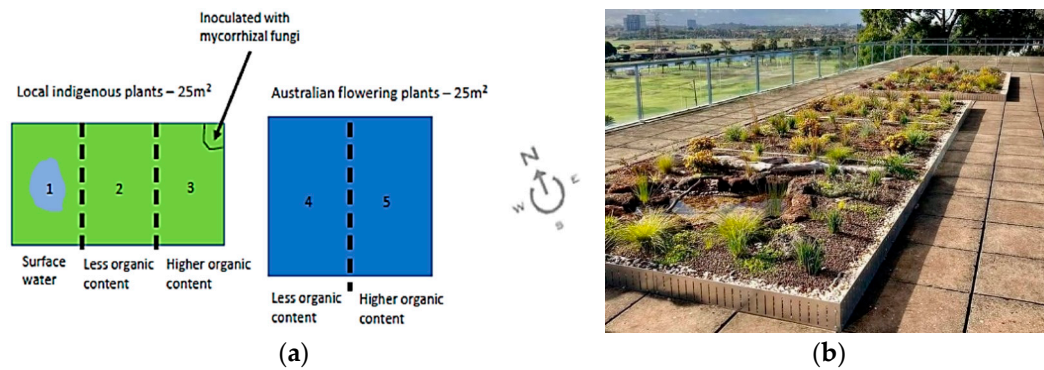 Inoculated with
mycorrhizal fungi
Local indigenous plants – 25m²
Australian flowering plants – 25m²
1
2
3
4
5
N
W
E
S
Surface
water
Less organic
content
Higher organic
content
Less organic
content
Higher organic
content
(a)
(b)